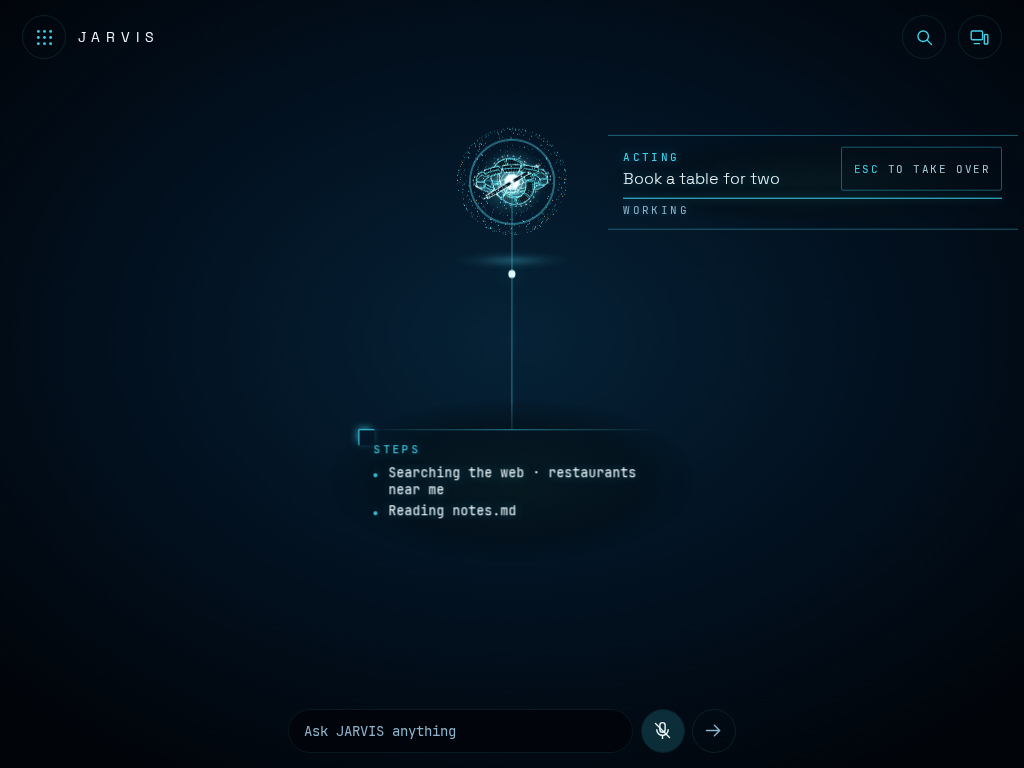 JARVIS
ACTING
Book a table for two
ESC TO TAKE OVER
WORKING
STEPS
Searching the web · restaurants
near me
Reading notes.md
Ask JARVIS anything